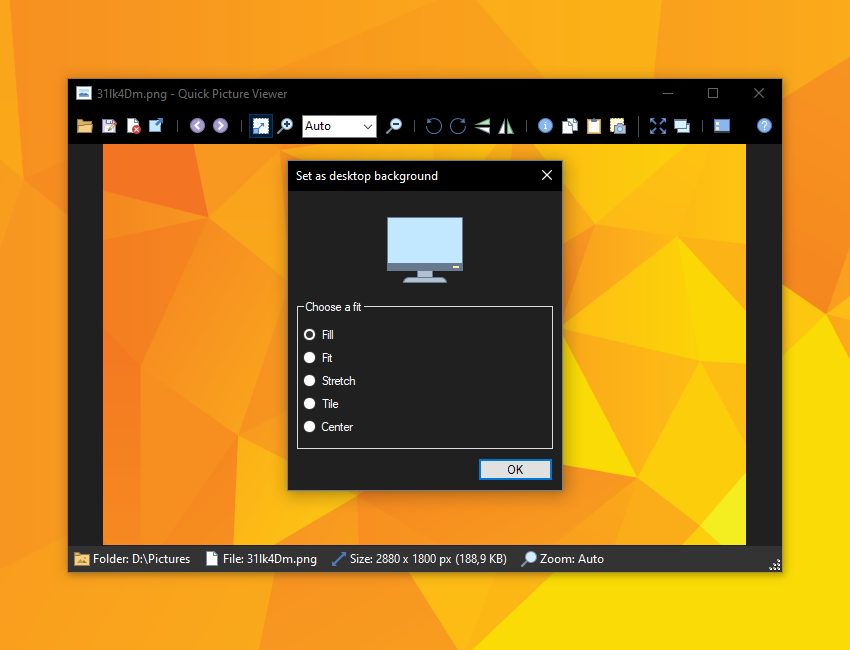 31lk4Dm.png - Quick Picture Viewer
Auto
Set as desktop background
Choose a fit
Fill
Fit
Stretch
Tile
Center
OK
Folder: D:\Pictures File: 31lk4Dm.png Size: 2880 x 1800 px (188,9 KB) Zoom: Auto